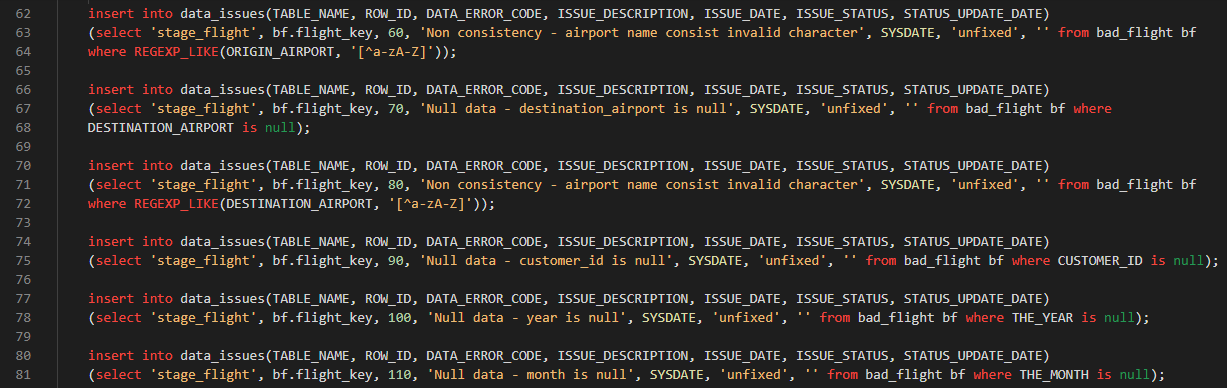 62 insert into data_issues(TABLE_NAME, ROW_ID, DATA_ERROR_CODE, ISSUE_DESCRIPTION, ISSUE_DATE, ISSUE_STATUS, STATUS_UPDATE_DATE)
63 (select 'stage_flight', bf.flight_key, 60, 'Non consistency - airport name consist invalid character', SYSDATE, 'unfixed', '' from bad_flight bf
64 where REGEXP_LIKE(ORIGIN_AIRPORT, '[^a-zA-Z]'));
65
66 insert into data_issues(TABLE_NAME, ROW_ID, DATA_ERROR_CODE, ISSUE_DESCRIPTION, ISSUE_DATE, ISSUE_STATUS, STATUS_UPDATE_DATE)
67 (select 'stage_flight', bf.flight_key, 70, 'Null data - destination_airport is null', SYSDATE, 'unfixed', '' from bad_flight bf where
68 DESTINATION_AIRPORT is null);
69
70 insert into data_issues(TABLE_NAME, ROW_ID, DATA_ERROR_CODE, ISSUE_DESCRIPTION, ISSUE_DATE, ISSUE_STATUS, STATUS_UPDATE_DATE)
71 (select 'stage_flight', bf.flight_key, 80, 'Non consistency - airport name consist invalid character', SYSDATE, 'unfixed', '' from bad_flight bf
72 where REGEXP_LIKE(DESTINATION_AIRPORT, '[^a-zA-Z]'));
73
74 insert into data_issues(TABLE_NAME, ROW_ID, DATA_ERROR_CODE, ISSUE_DESCRIPTION, ISSUE_DATE, ISSUE_STATUS, STATUS_UPDATE_DATE)
75 (select 'stage_flight', bf.flight_key, 90, 'Null data - customer_id is null', SYSDATE, 'unfixed', '' from bad_flight bf where CUSTOMER_ID is null);
76
77 insert into data_issues(TABLE_NAME, ROW_ID, DATA_ERROR_CODE, ISSUE_DESCRIPTION, ISSUE_DATE, ISSUE_STATUS, STATUS_UPDATE_DATE)
78 (select 'stage_flight', bf.flight_key, 100, 'Null data - year is null', SYSDATE, 'unfixed', '' from bad_flight bf where THE_YEAR is null);
79
80 insert into data_issues(TABLE_NAME, ROW_ID, DATA_ERROR_CODE, ISSUE_DESCRIPTION, ISSUE_DATE, ISSUE_STATUS, STATUS_UPDATE_DATE)
81 (select 'stage_flight', bf.flight_key, 110, 'Null data - month is null', SYSDATE, 'unfixed', '' from bad_flight bf where THE_MONTH is null);